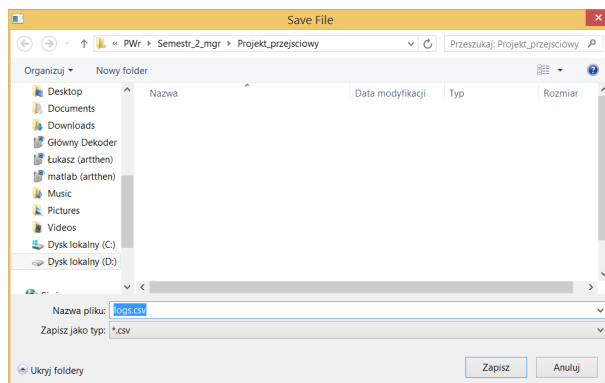 Save File
« PWr ▸ Semestr_2_mgr ▸ Projekt_przejsciowy
Przeszukaj: Projekt_przejsciowy
Organizuj
Nowy folder
Nazwa
Data modyfikacji
Typ
Rozmiar
Desktop
Documents
Downloads
Główny Dekoder
Łukasz (artthen)
matlab (artthen)
Music
Pictures
Videos
Dysk lokalny (C:)
Dysk lokalny (D:)
Nazwa pliku: logs.csv
Zapisz jako typ: *.csv
Ukryj foldery
Zapisz
Anuluj